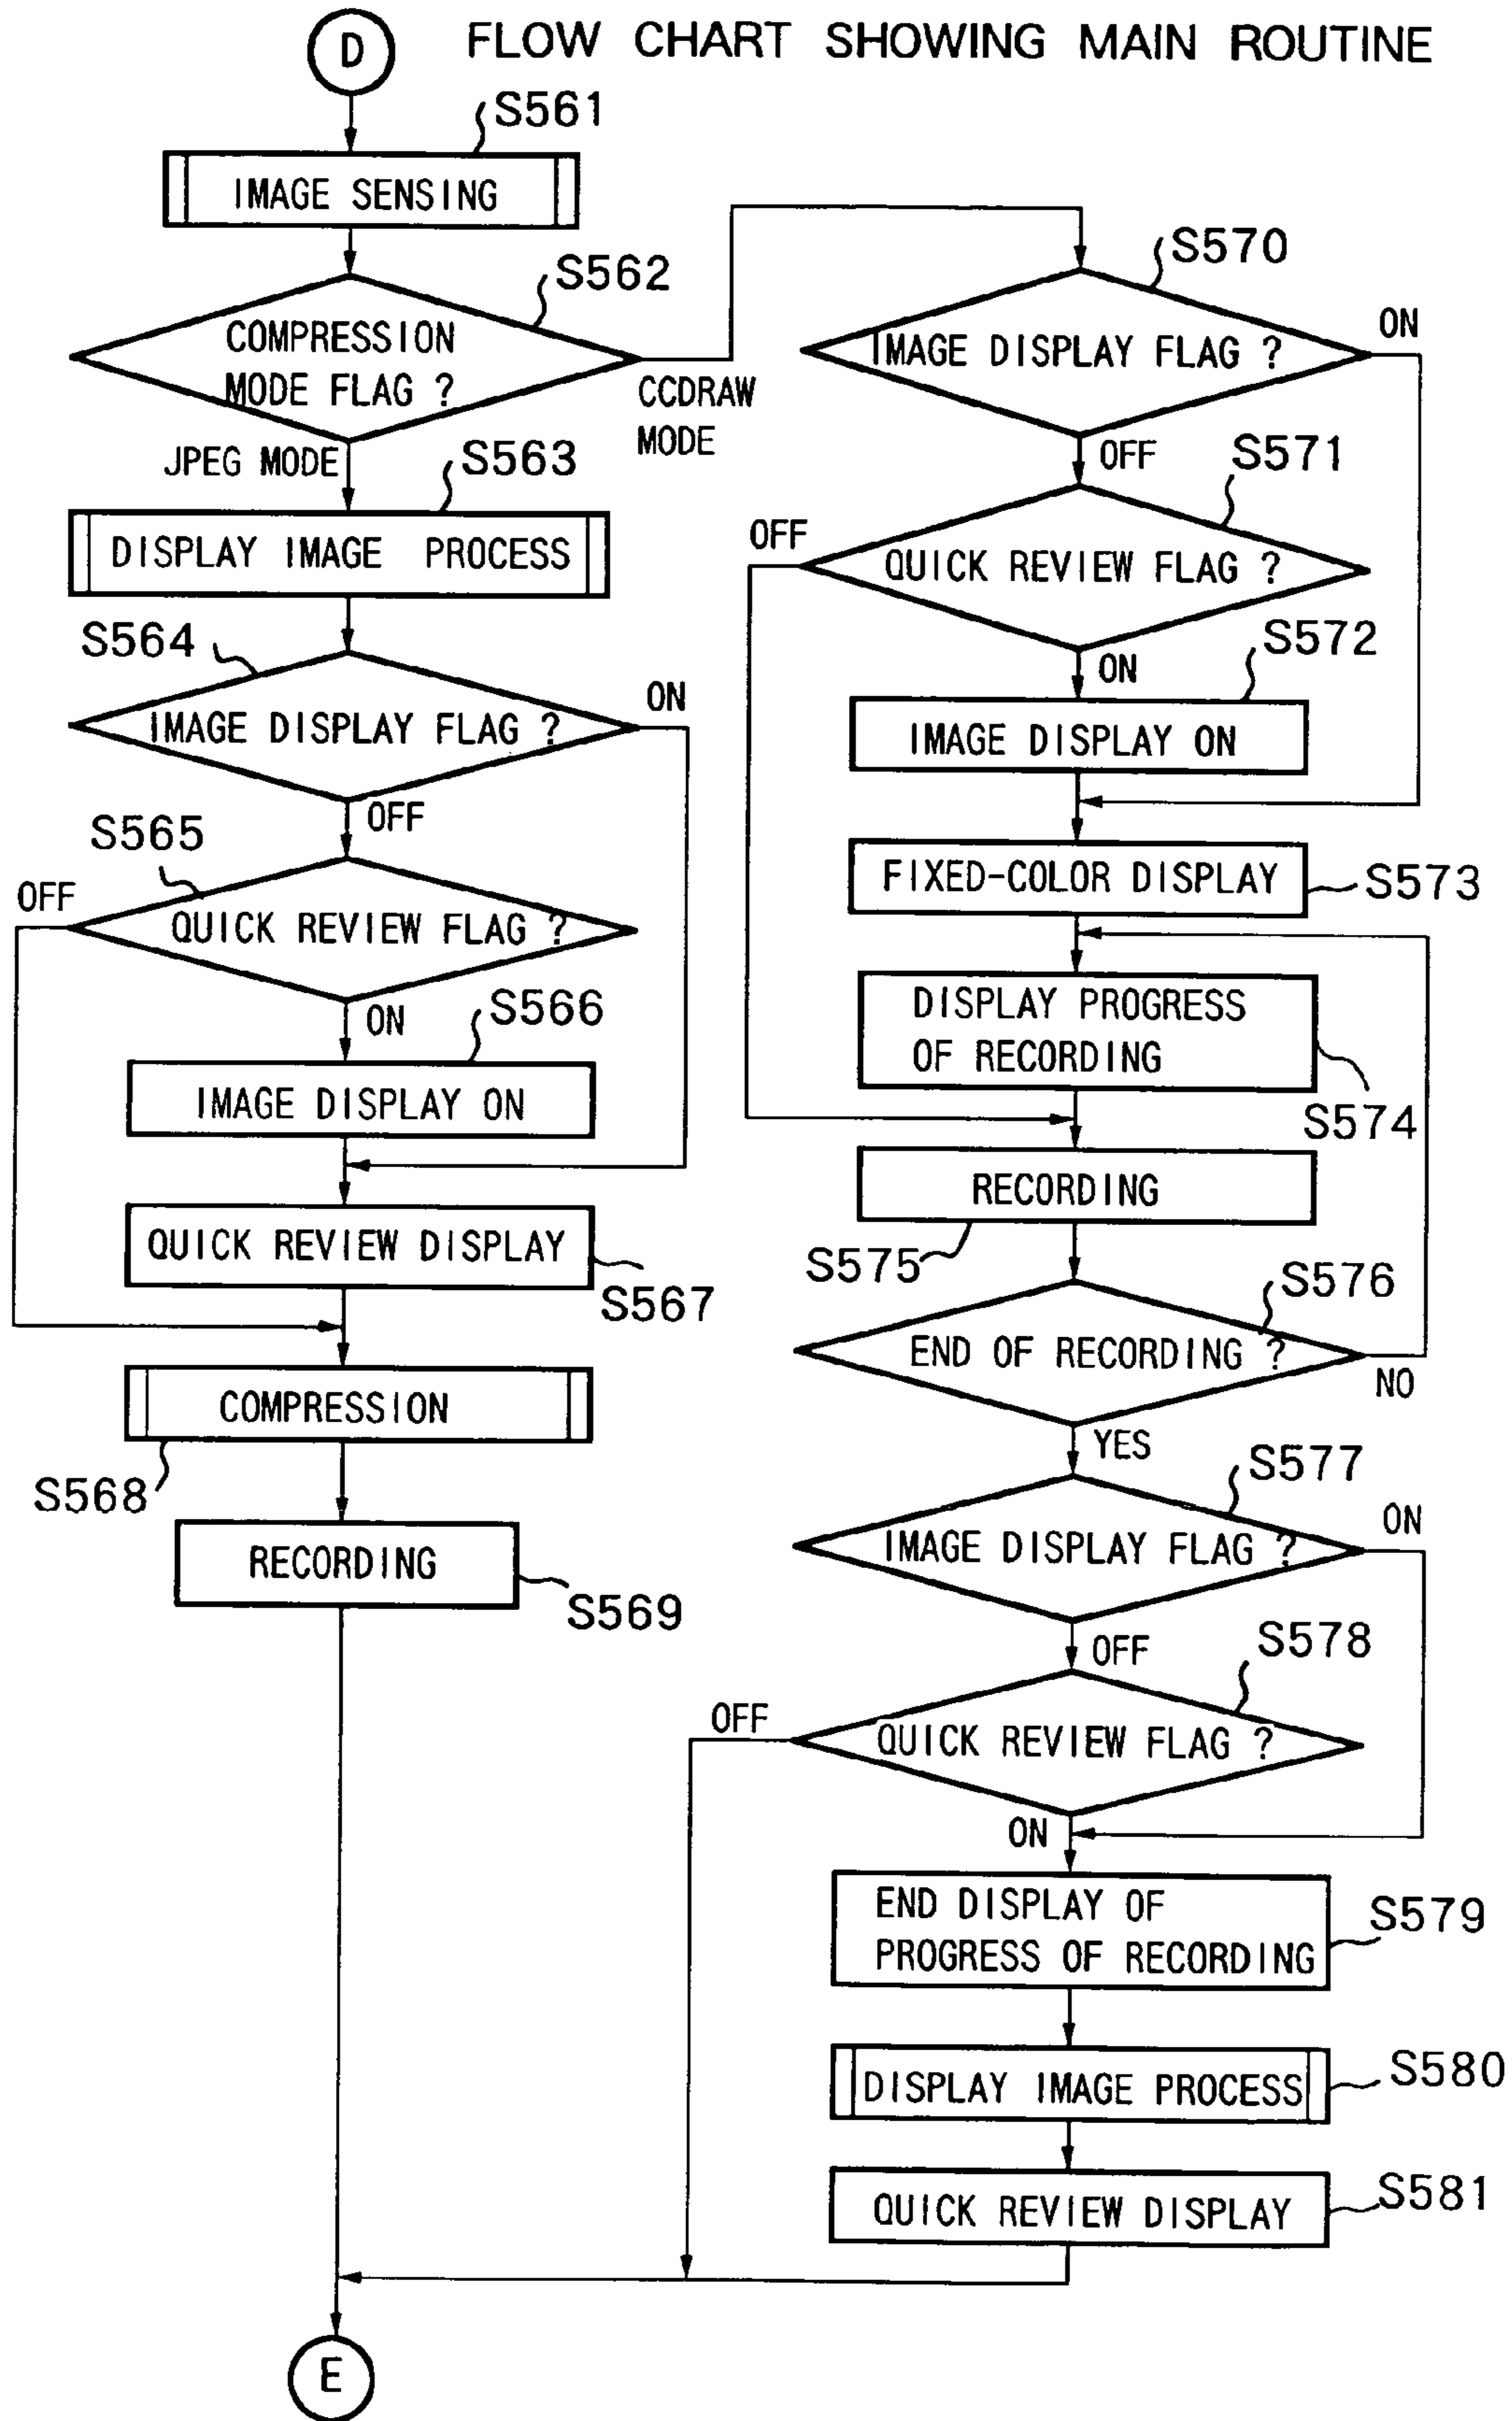 D
FLOW CHART SHOWING MAIN ROUTINE
S561
IMAGE SENSING
S562
COMPRESSION
MODE FLAG ?
CCDRAW
MODE
JPEG MODE
S563
DISPLAY IMAGE PROCESS
S564
IMAGE DISPLAY FLAG ?
ON
OFF
S565
OFF
QUICK REVIEW FLAG ?
ON
S566
IMAGE DISPLAY ON
QUICK REVIEW DISPLAY
S567
COMPRESSION
S568
RECORDING
S569
S570
IMAGE DISPLAY FLAG ?
ON
OFF
S571
OFF
QUICK REVIEW FLAG ?
S572
ON
IMAGE DISPLAY ON
FIXED-COLOR DISPLAY
S573
DISPLAY PROGRESS
OF RECORDING
S574
RECORDING
S575
S576
END OF RECORDING ?
NO
YES
S577
IMAGE DISPLAY FLAG ?
ON
OFF
S578
OFF
QUICK REVIEW FLAG ?
ON
END DISPLAY OF
PROGRESS OF RECORDING
S579
DISPLAY IMAGE PROCESS
S580
QUICK REVIEW DISPLAY
S581
E